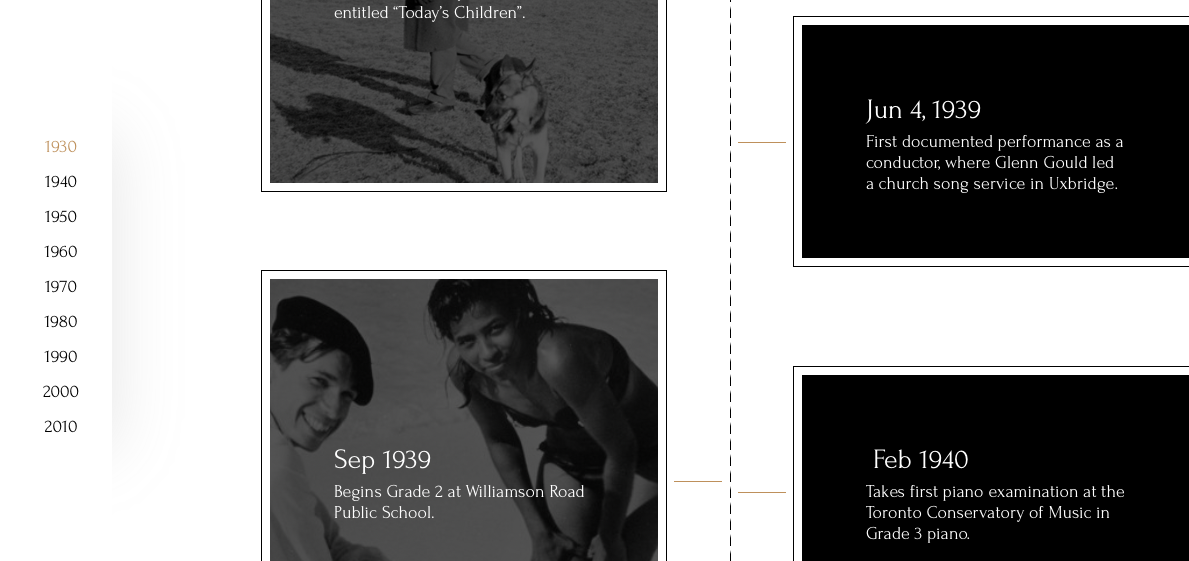 entitled “Today’s Children”.
Jun 4, 1939
First documented performance as a
conductor, where Glenn Gould led
a church song service in Uxbridge.
1930
1940
1950
1960
1970
1980
1990
2000
2010
Sep 1939
Begins Grade 2 at Williamson Road
Public School.
Feb 1940
Takes first piano examination at the
Toronto Conservatory of Music in
Grade 3 piano.